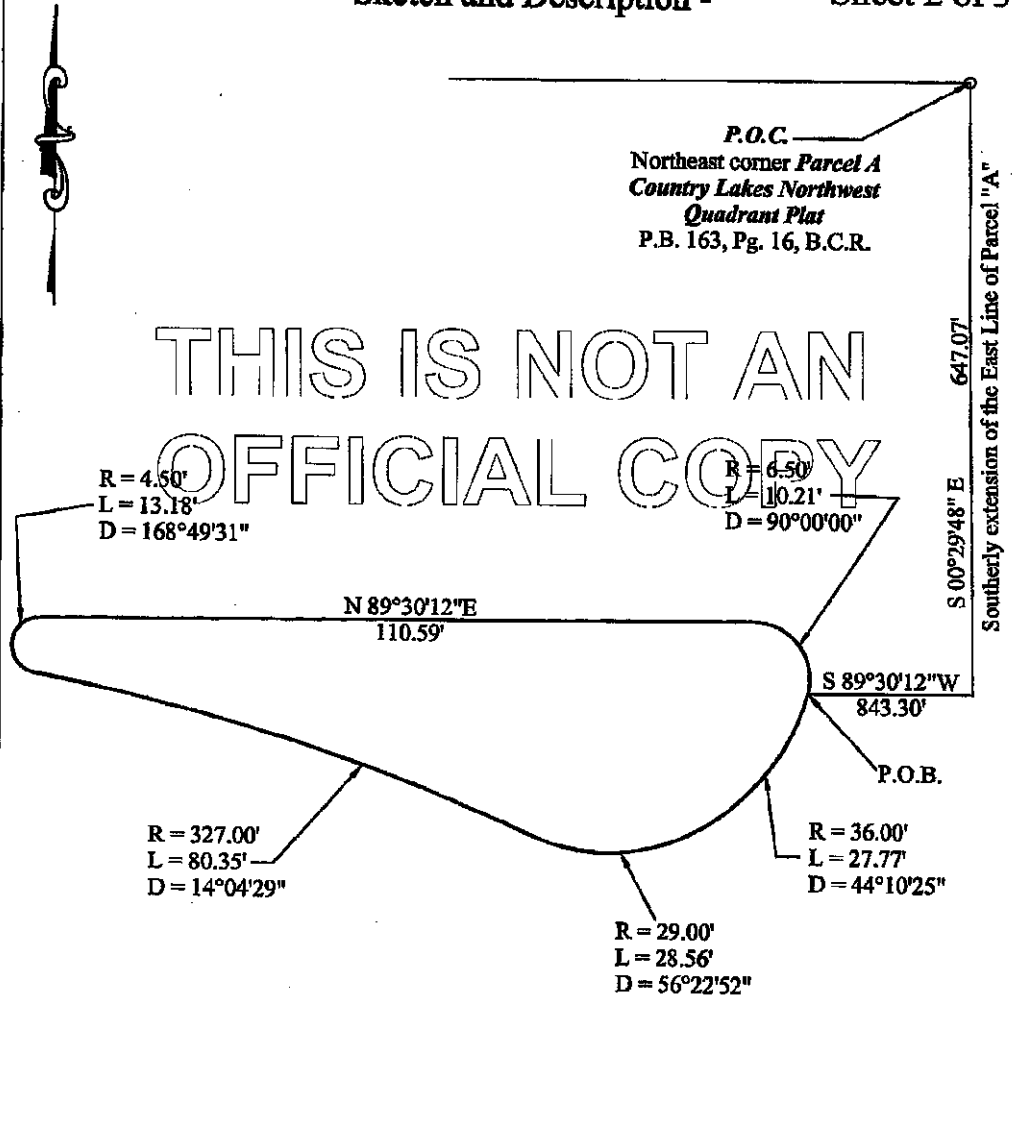 Sketch and Description -
Sheet 2 of 3
P.O.C.
Northeast corner Parcel A
Country Lakes Northwest
Quadrant Plat
P.B. 163, Pg. 16, B.C.R.
647.07'
S 00°29'48" E
Southerly extension of the East Line of Parcel "A"
THIS IS NOT AN
OFFICIAL COPY
R = 4.50'
L = 13.18'
D = 168°49'31"
R = 6.50'
L = 10.21'
D = 90°00'00"
N 89°30'12"E
110.59'
S 89°30'12"W
843.30'
P.O.B.
R = 327.00'
L = 80.35'
D = 14°04'29"
R = 36.00'
L = 27.77'
D = 44°10'25"
R = 29.00'
L = 28.56'
D = 56°22'52"